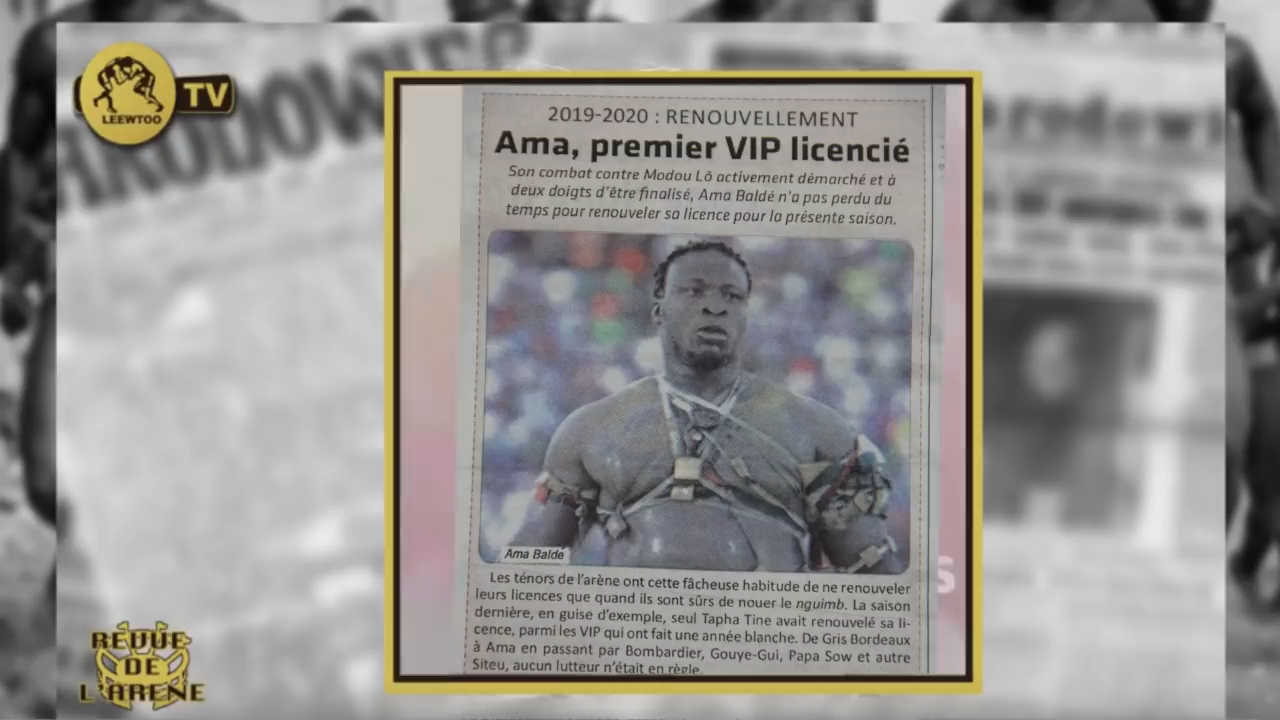 LEEWTOO
TV
2019-2020 : RENOUVELLEMENT
Ama, premier VIP licencié
Son combat contre Modou Lô activement démarché et à
deux doigts d'être finalisé, Ama Baldé n'a pas perdu du
temps pour renouveler sa licence pour la présente saison.
Ama Baldé
Les ténors de l'arène ont cette fâcheuse habitude de ne renouveler
leurs licences que quand ils sont sûrs de nouer le nguimb. La saison
dernière, en guise d'exemple, seul Tapha Tine avait renouvelé sa li-
cence, parmi les VIP qui ont fait une année blanche. De Gris Bordeaux
à Ama en passant par Bombardier, Gouye-Gui, Papa Sow et autre
Siteu, aucun lutteur n'était en règle.
REVUE
DE
L'ARENE